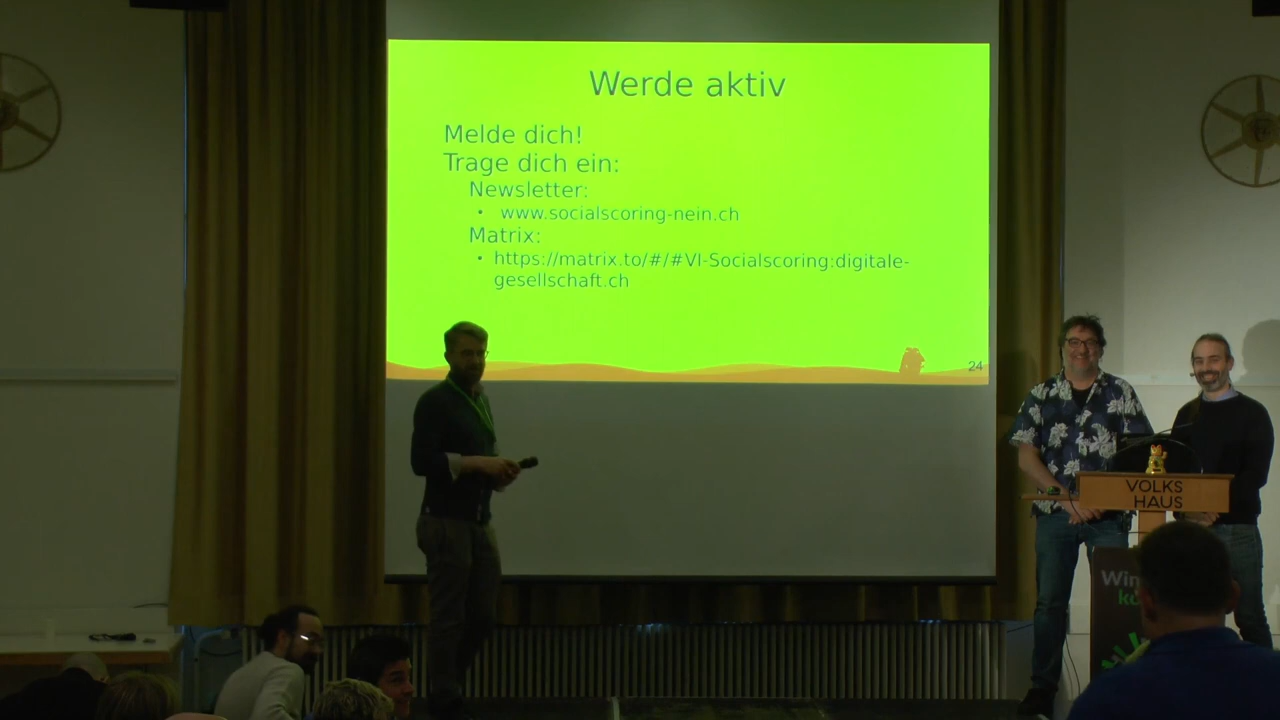 Werde aktiv
Melde dich!
Trage dich ein:
Newsletter:
• www.socialscoring-nein.ch
Matrix:
• https://matrix.to/#/#VI-Socialscoring:digitale-
gesellschaft.ch
24
VOLKS
HAUS